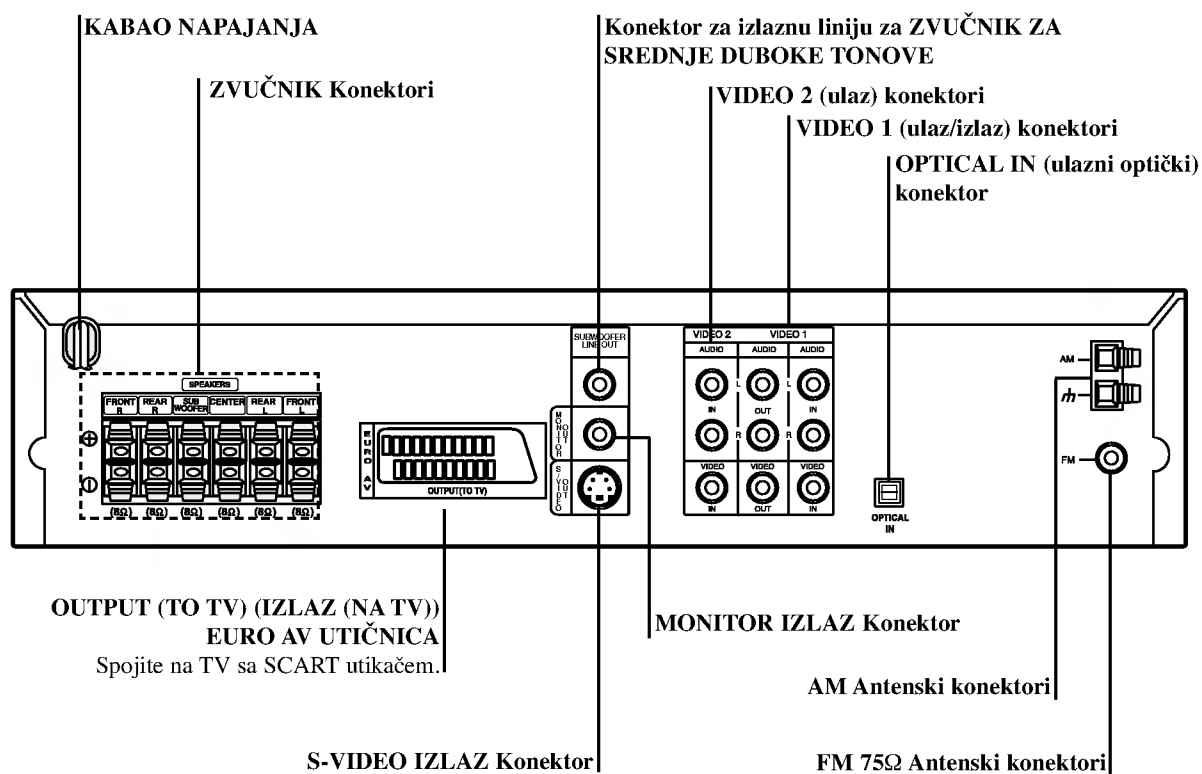 KABAO NAPAJANJA
Konektor za izlaznu liniju za ZVUČNIK ZA
SREDNJE DUBOKE TONOVE
ZVUČNIK Konektori
VIDEO 2 (ulaz) konektori
VIDEO 1 (ulaz/izlaz) konektori
OPTICAL IN (ulazni optički)
konektor
SPEAKERS
FRONT R
REAR R
SUB WOOFER
CENTER
REAR L
FRONT L
(8Ω) (8Ω) (8Ω) (8Ω) (8Ω) (8Ω)
EURO AV
OUTPUT(TO TV)
SUBWOOFER
LINE OUT
MONITOR OUT
S/VIDEO OUT
VIDEO 2 VIDEO 1
AUDIO AUDIO AUDIO
L L
IN OUT IN
R R
VIDEO VIDEO VIDEO
IN OUT IN
OPTICAL
IN
AM
FM
OUTPUT (TO TV) (IZLAZ (NA TV))
EURO AV UTIČNICA
Spojite na TV sa SCART utikačem.
MONITOR IZLAZ Konektor
AM Antenski konektori
S-VIDEO IZLAZ Konektor
FM 75Ω Antenski konektori